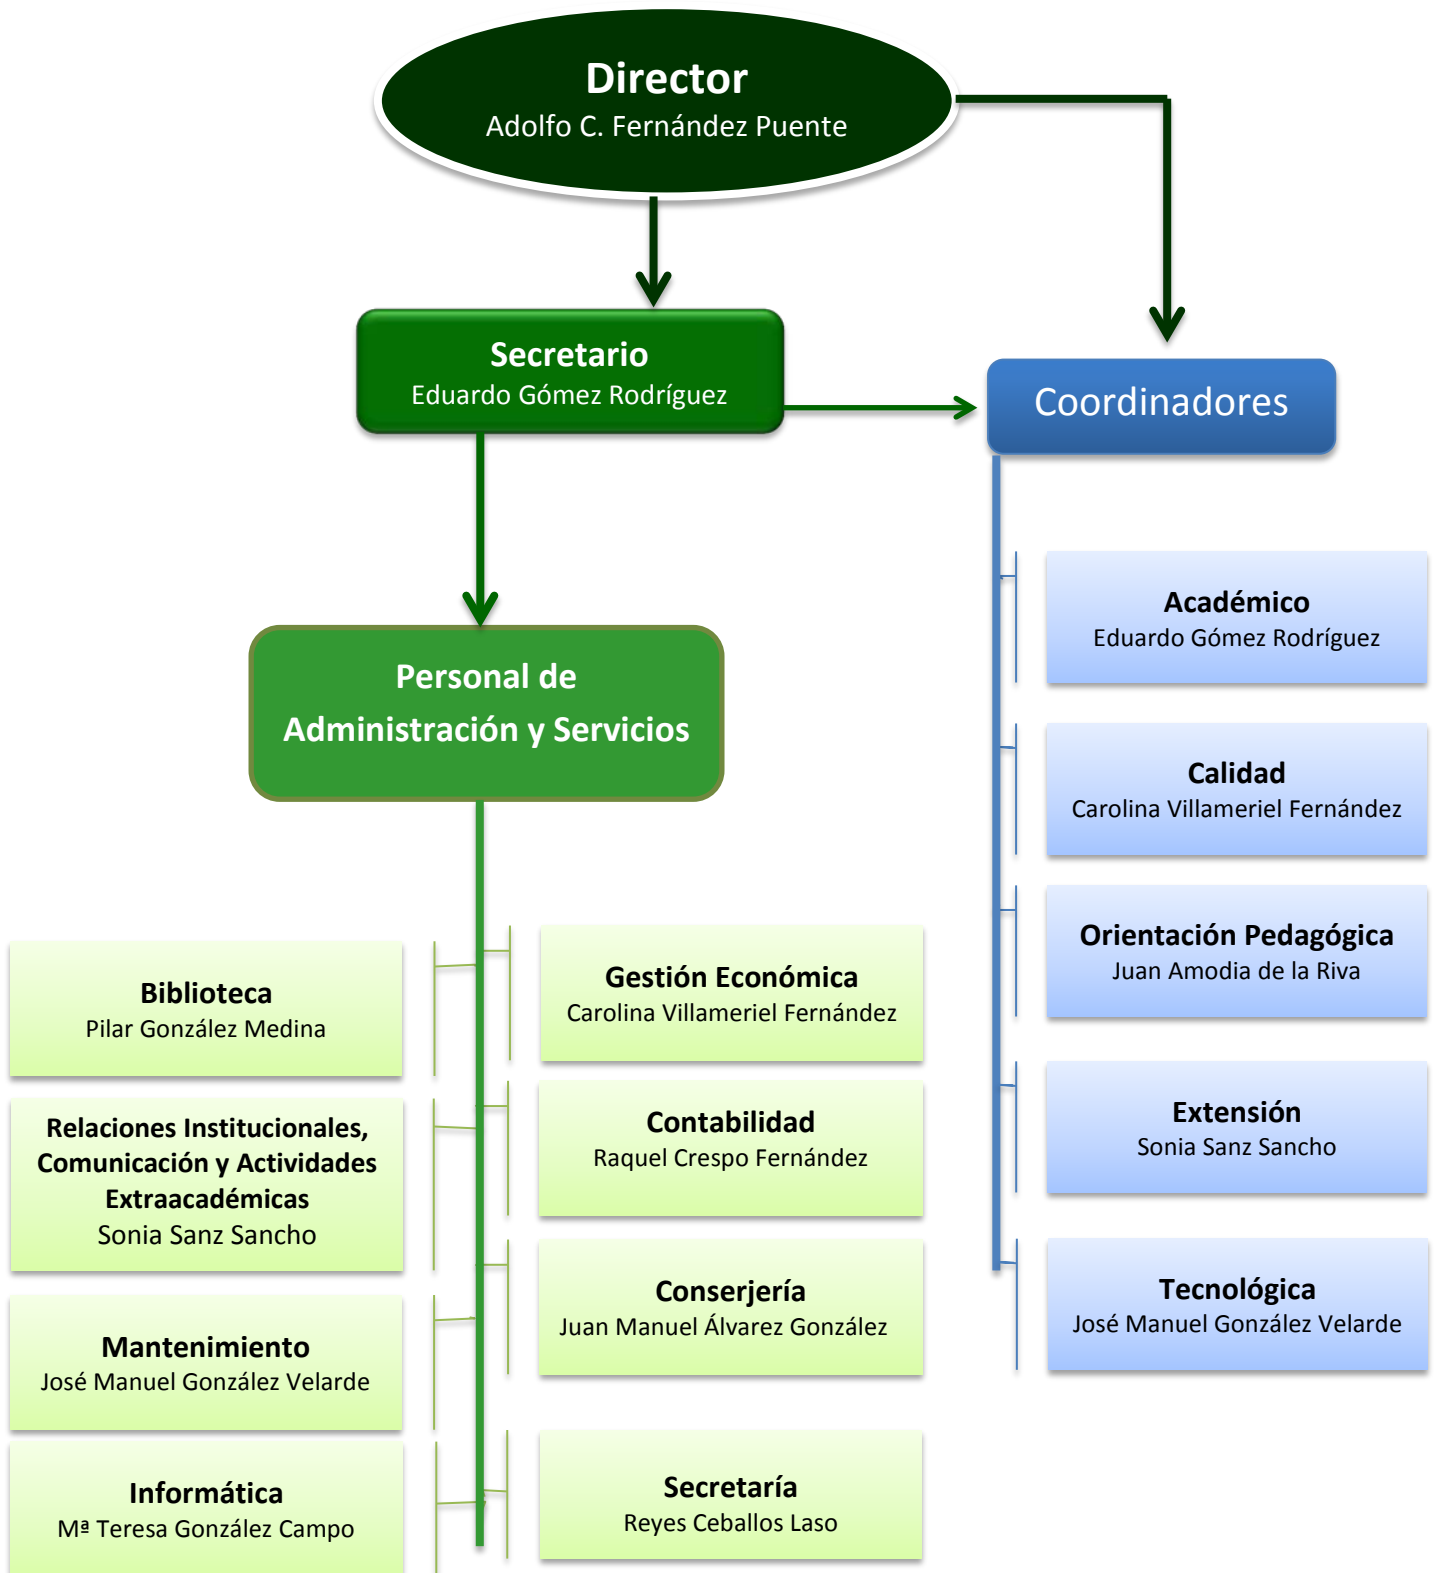 Director
Adolfo C. Fernández Puente
Secretario
Eduardo Gómez Rodríguez
Coordinadores
Personal de
Administración y Servicios
Académico
Eduardo Gómez Rodríguez
Calidad
Carolina Villameriel Fernández
Orientación Pedagógica
Juan Amodia de la Riva
Extensión
Sonia Sanz Sancho
Tecnológica
José Manuel González Velarde
Biblioteca
Pilar González Medina
Relaciones Institucionales,
Comunicación y Actividades
Extraacadémicas
Sonia Sanz Sancho
Mantenimiento
José Manuel González Velarde
Informática
Mª Teresa González Campo
Gestión Económica
Carolina Villameriel Fernández
Contabilidad
Raquel Crespo Fernández
Conserjería
Juan Manuel Álvarez González
Secretaría
Reyes Ceballos Laso